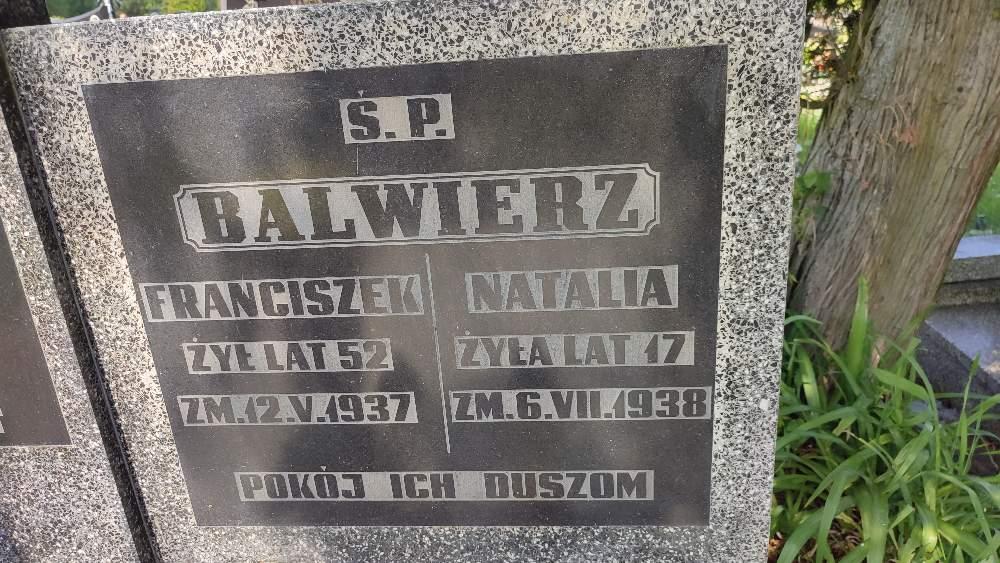 Ś. P.
BALWIERZ
FRANCISZEK
ŻYŁ LAT 52
ZM.12.V.1937
NATALIA
ŻYŁA LAT 17
ZM.6.VII.1938
POKÓJ ICH DUSZOM